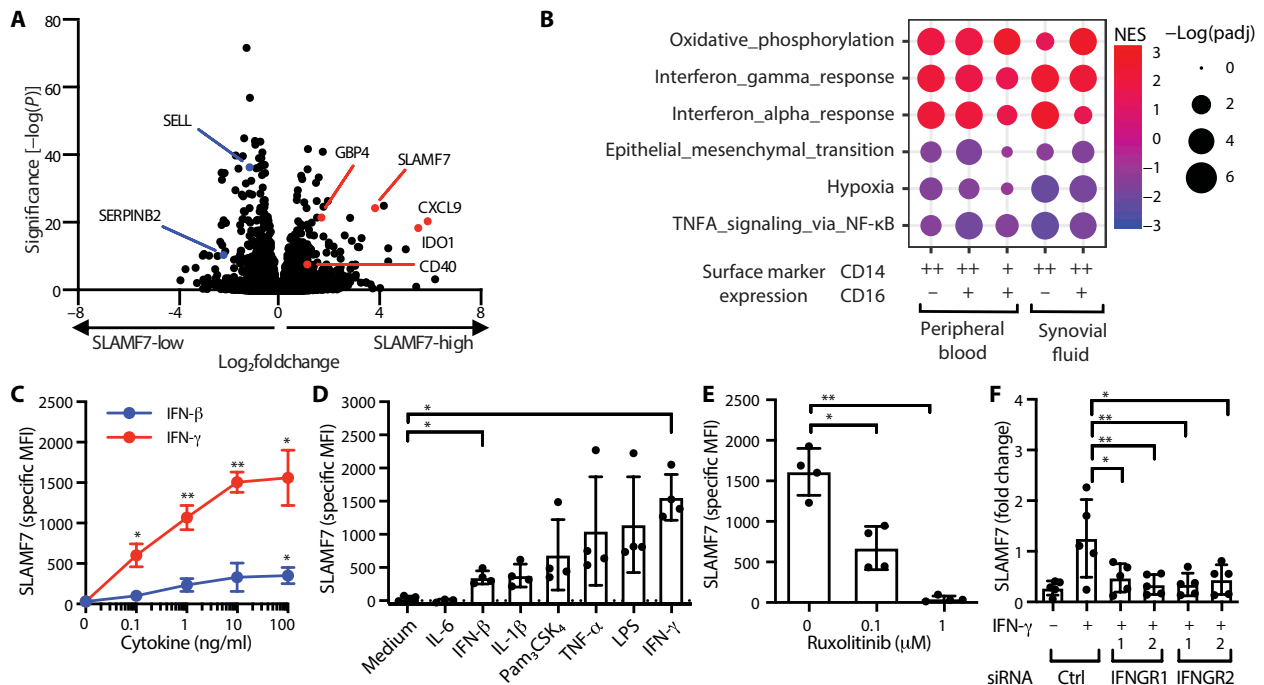 A
80
60
40
20
0
Significance [−log(P)]
SELL
SERPINB2
GBP4
SLAMF7
CXCL9
IDO1
CD40
−8
-4
0
4
8
SLAMF7-low
SLAMF7-high
Log₂foldchange
B
Oxidative_phosphorylation
Interferon_gamma_response
Interferon_alpha_response
Epithelial_mesenchymal_transition
Hypoxia
TNFA_signaling_via_NF-κB
NES
3
2
1
0
−1
−2
−3
−Log(padj)
0
2
4
6
Surface marker
expression
CD14 ++ ++ + ++ ++
CD16 − + + − +
Peripheral
blood
Synovial
fluid
C
IFN-β
IFN-γ
2500
2000
1500
1000
500
0
SLAMF7 (specific MFI)
* ** ** *
*
0 0.1 1 10 100
Cytokine (ng/ml)
D
3000
2500
2000
1500
1000
500
0
SLAMF7 (specific MFI)
*
*
Medium
IL-6
IFN-β
IL-1β
Pam₃CSK₄
TNF-α
LPS
IFN-γ
E
2500
2000
1500
1000
500
0
SLAMF7 (specific MFI)
**
*
0 0.1 1
Ruxolitinib (μM)
F
4
3
2
1
0
SLAMF7 (fold change)
*
**
**
*
IFN-γ − + + + + +
1 2 1 2
siRNA Ctrl IFNGR1 IFNGR2